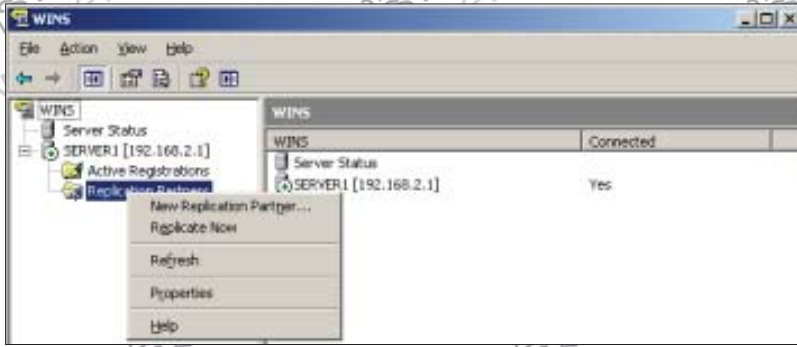 WINS
File Action View Help
WINS
Server Status
SERVER1 [192.168.2.1]
Active Registrations
Replication Partners
WINS
WINS Connected
Server Status
SERVER1 [192.168.2.1] Yes
New Replication Partner...
Replicate Now
Refresh
Properties
Help